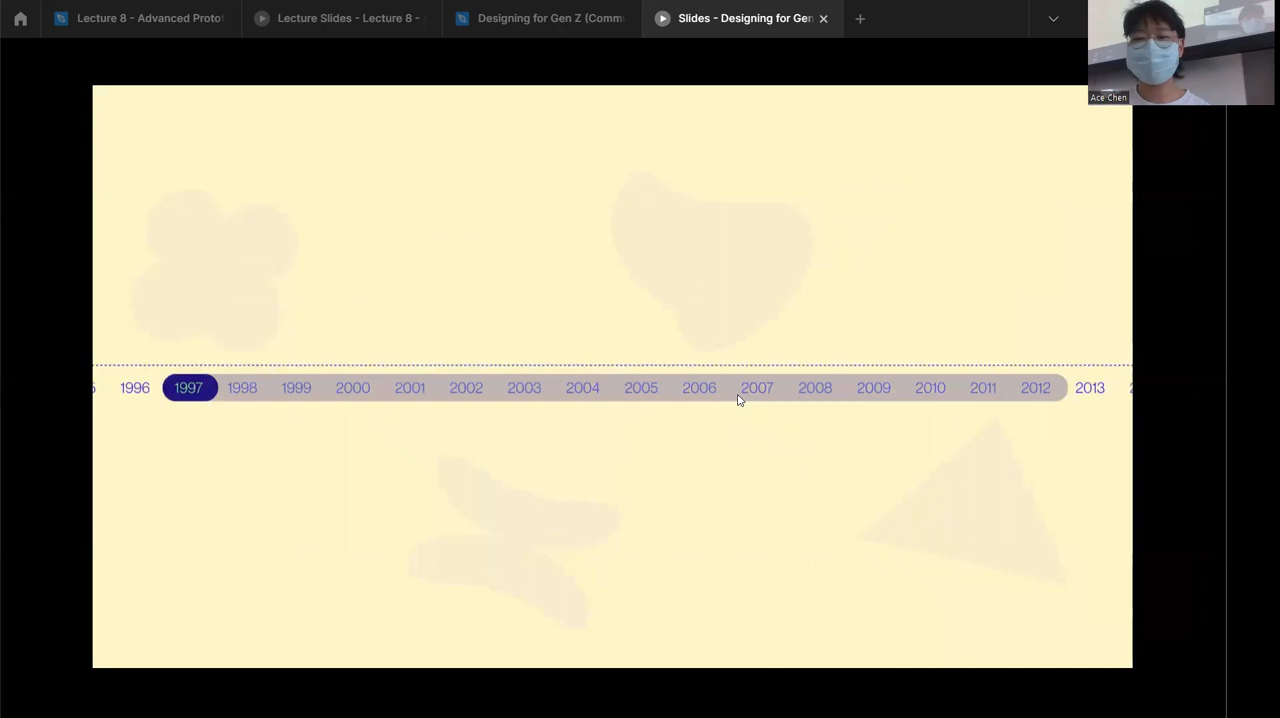 Lecture 8 - Advanced Proto
Lecture Slides - Lecture 8 -
Designing for Gen Z (Comm
Slides - Designing for Gen
Ace Chen
1996 1997 1998 1999 2000 2001 2002 2003 2004 2005 2006 2007 2008 2009 2010 2011 2012 2013